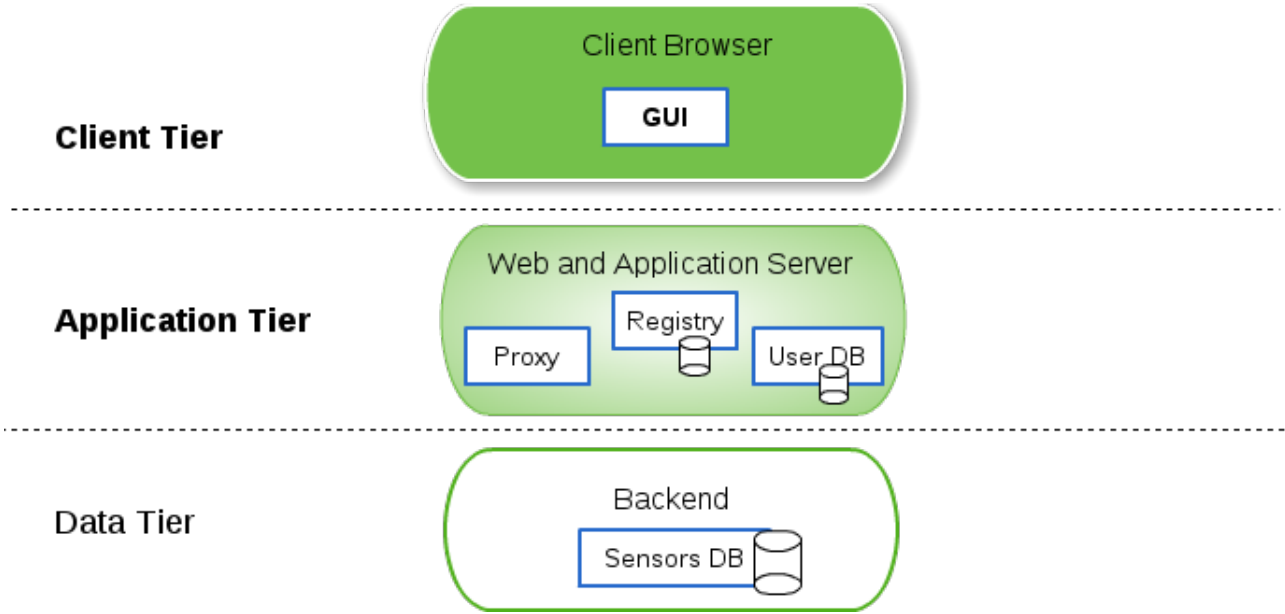 Client Browser
GUI
Client Tier
Web and Application Server
Registry
Application Tier
Proxy
User DB
Backend
Data Tier
Sensors DB